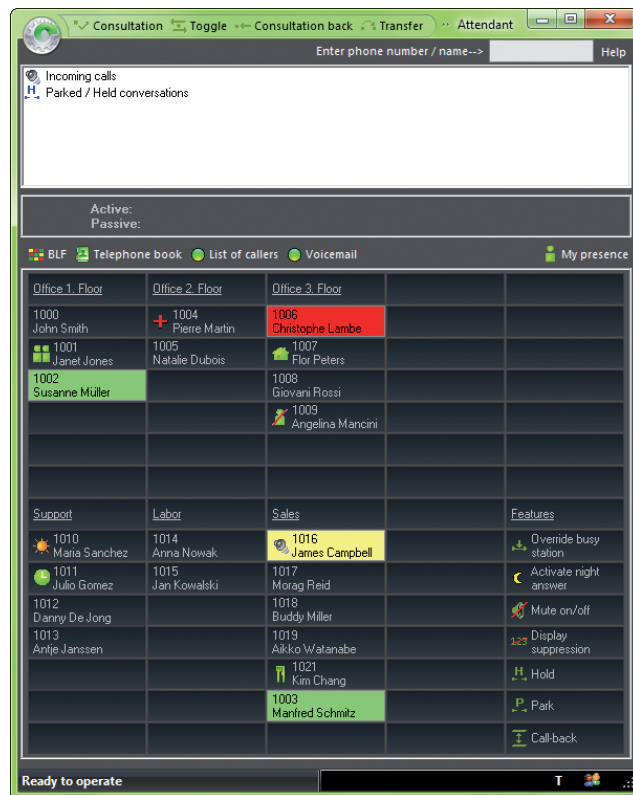 Consultation Toggle Consultation back Transfer Attendant
Enter phone number / name--> Help
Incoming calls
Parked / Held conversations
Active:
Passive:
BLF Telephone book List of callers Voicemail My presence
Office 1. Floor Office 2. Floor Office 3. Floor
1000 1004 1006
John Smith Pierre Martin Christophe Lambe
1001 1005 1007
Janet Jones Natalie Dubois Flor Peters
1002 1008
Susanne Müller Giovani Rossi
1009
Angelina Mancini
Support Labor Sales Features
1010 1014 1016 Override busy
Maria Sanchez Anna Nowak James Campbell station
1011 1015 1017 Activate night
Julio Gomez Jan Kowalski Morag Reid answer
1012 1018 Mute on/off
Danny De Jong Buddy Miller
1013 1019 Display
Antje Janssen Aikko Watanabe suppression
1021 H Hold
Kim Chang
1003 P Park
Manfred Schmitz
Call-back
Ready to operate T